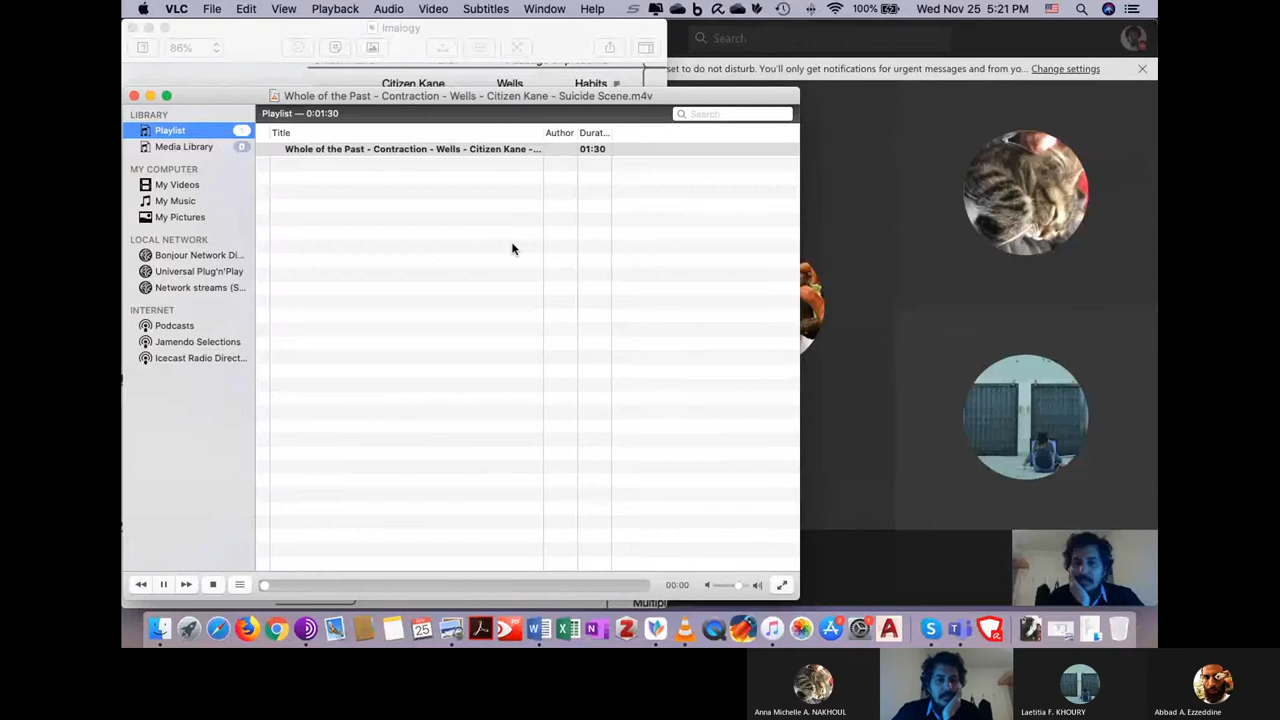 VLC File Edit View Playback Audio Video Subtitles Window Help 100% Wed Nov 25 5:21 PM
Imalogy
86%
Search
set to do not disturb. You'll only get notifications for urgent messages and from yo... Change settings
Citizen Kane Wells Habits
Whole of the Past - Contraction - Wells - Citizen Kane - Suicide Scene.m4v
LIBRARY
Playlist 1
Media Library 0
MY COMPUTER
My Videos
My Music
My Pictures
LOCAL NETWORK
Bonjour Network Di...
Universal Plug'n'Play
Network streams (S...
INTERNET
Podcasts
Jamendo Selections
Icecast Radio Direct...
Playlist — 0:01:30
Search
Title Author Durat...
Whole of the Past - Contraction - Wells - Citizen Kane -... 01:30
00:00
Multipl
25
Anna Michelle A. NAKHOUL
Laetitia F. KHOURY
Abbad A. Ezzeddine